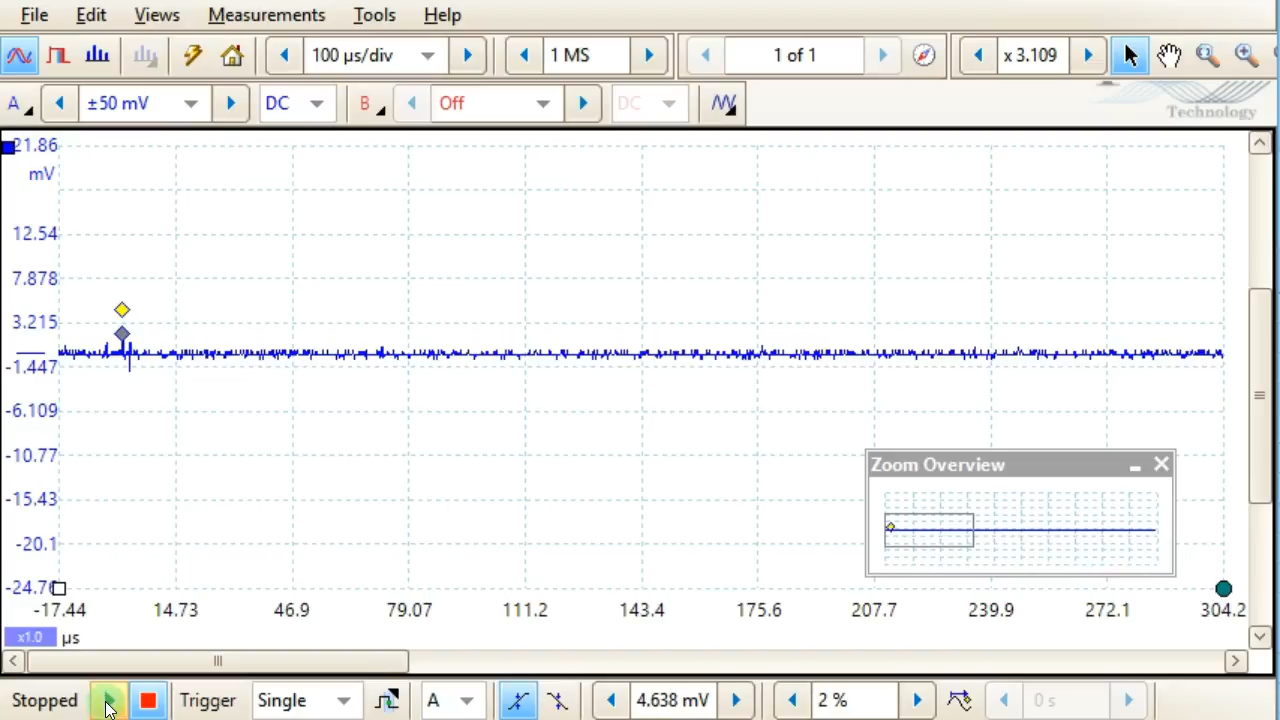 File Edit Views Measurements Tools Help
100 µs/div 1 MS 1 of 1 x 3.109
A ±50 mV DC B Off DC
Technology
21.86
mV
12.54
7.878
3.215
-1.447
-6.109
-10.77
Zoom Overview
-15.43
-20.1
-24.76
-17.44 14.73 46.9 79.07 111.2 143.4 175.6 207.7 239.9 272.1 304.2
x1.0 µs
Stopped Trigger Single A 4.638 mV 2 % 0 s